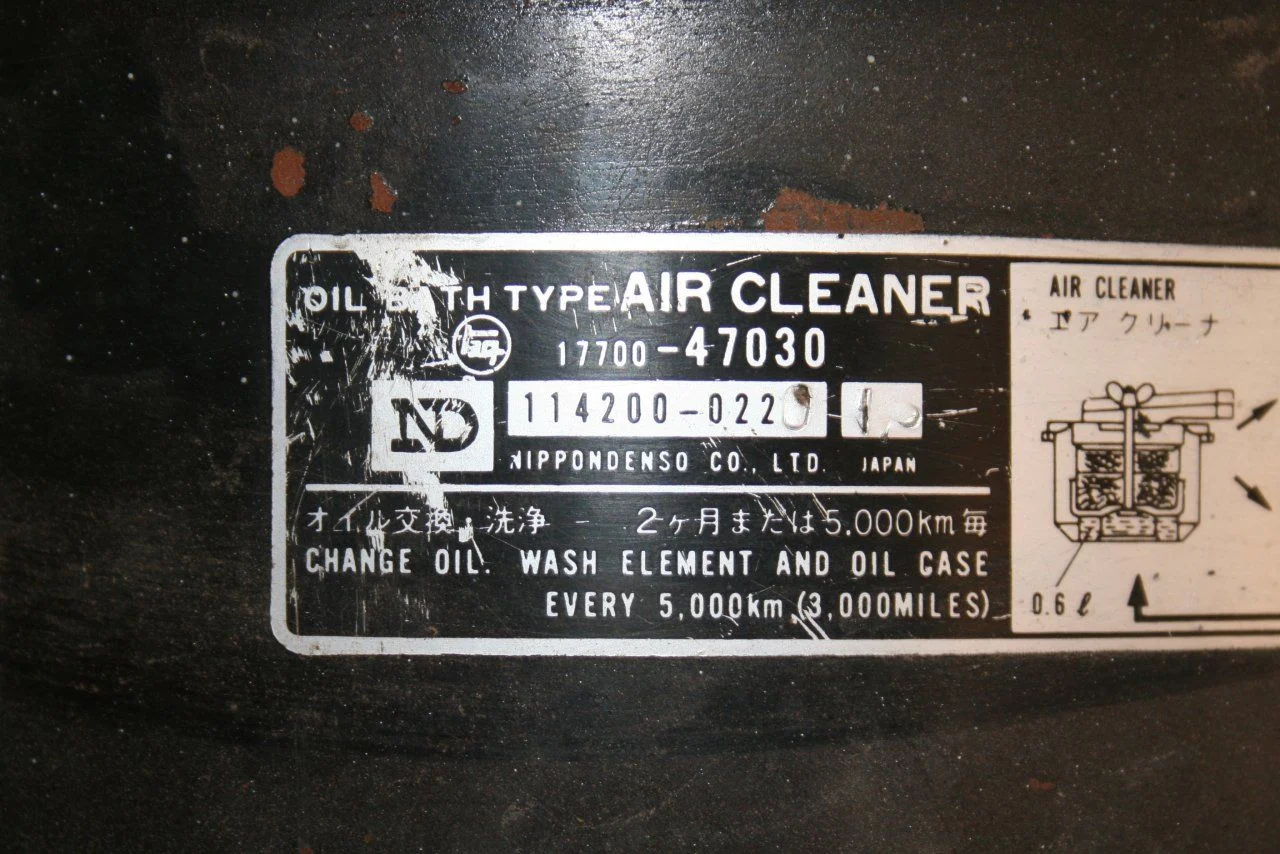 OIL BATH TYPE AIR CLEANER
17700-47030
ND
114200-0220
NIPPONDENSO CO., LTD. JAPAN
オイル交換. 洗浄 - 2ヶ月または5.000km毎
CHANGE OIL. WASH ELEMENT AND OIL CASE
EVERY 5,000km (3,000MILES)
AIR CLEANER
エア クリーナ
0.6ℓ